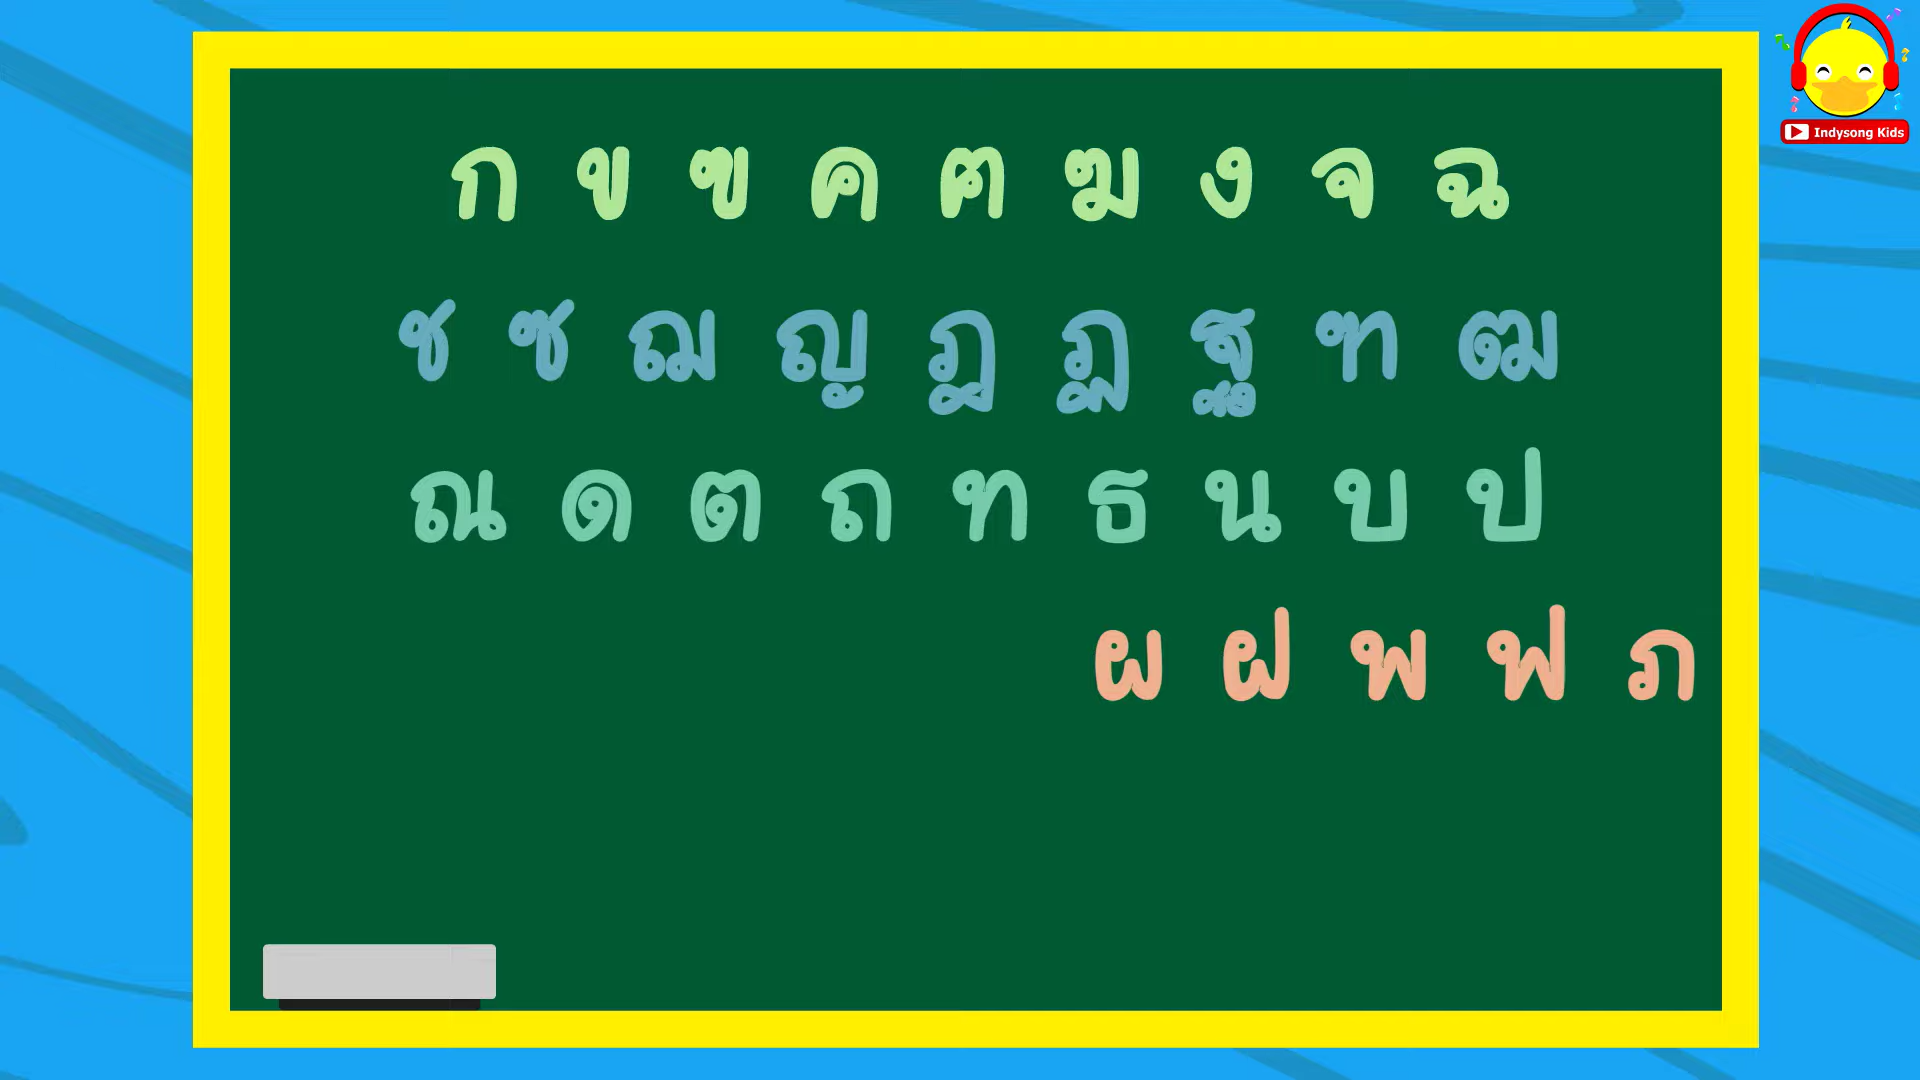 ก ข ฃ ค ฅ ฆ ง จ ฉ
ช ซ ฌ ญ ฎ ฏ ฐ ฑ ฒ
ณ ด ต ถ ท ธ น บ ป
ผ ฝ พ ฟ ภ
Indysong Kids